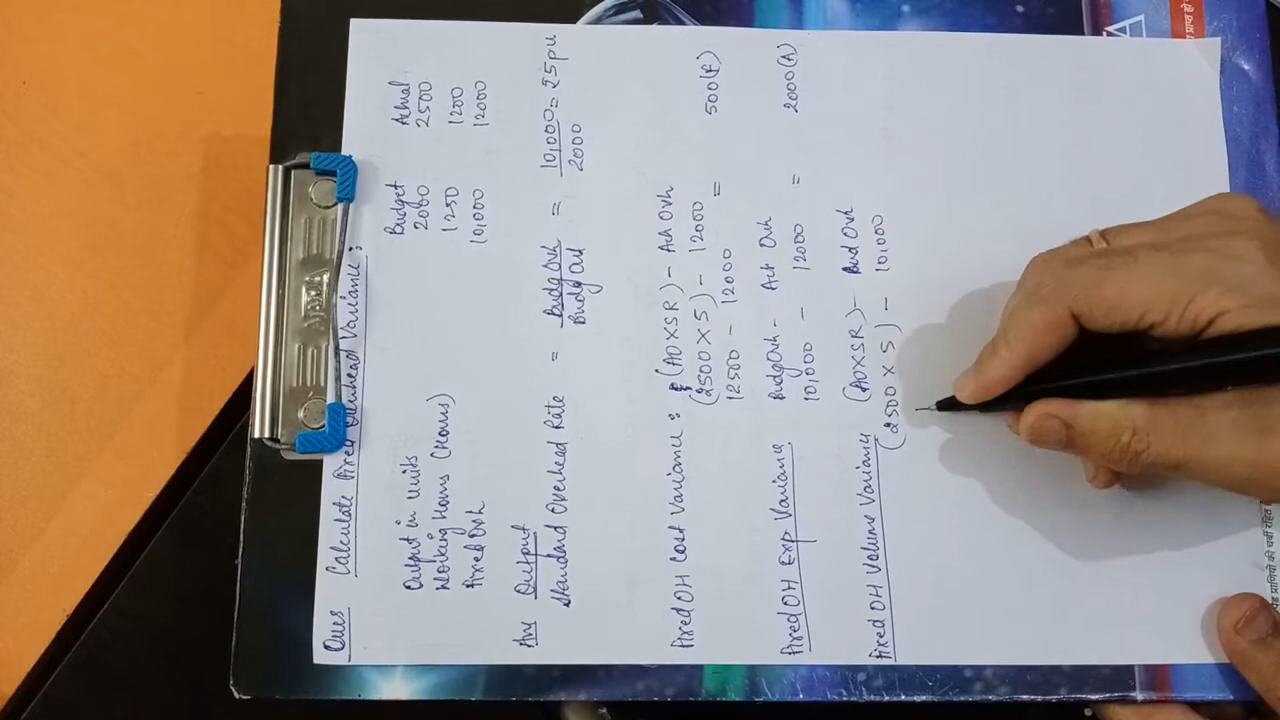 Ques Calculate Fixed Overhead Variance :
Budget Actual
Output in units 2000 2500
Working Hours (Hours) 1250 1200
Fixed Ovh 10,000 12000
Ans Output
Standard Overhead Rate = Budg Ovh / Budg Out = 10,000 / 2000 = ₹5 pu
Fixed OH Cost Variance : (AO X SR) - Act Ovh
(2500 X 5) - 12000
12500 - 12000 = 500 (F)
Fixed OH Exp Variance Budg Ovh - Act Ovh
10,000 - 12000 = 2000 (A)
Fixed OH Volume Variance (AO X SR) - Bud Ovh
(2500 X 5) - 10,000